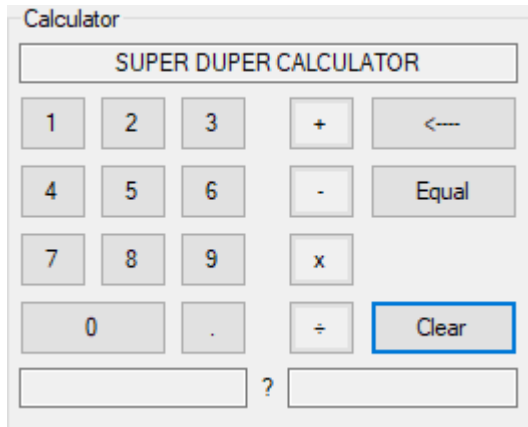 Calculator
SUPER DUPER CALCULATOR
1 2 3 + <----
4 5 6 - Equal
7 8 9 x
0 . ÷ Clear
?